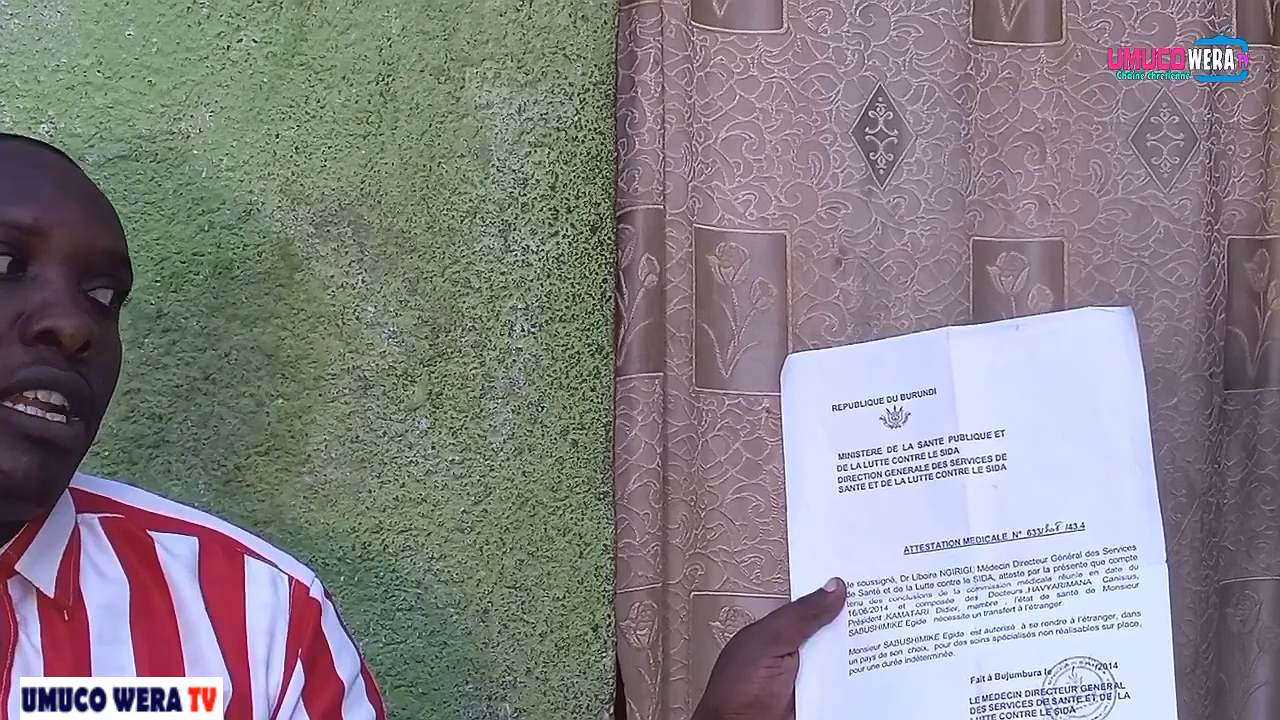 UMUCOWERA TV
Chaine chretienne
REPUBLIQUE DU BURUNDI
MINISTERE DE LA SANTE PUBLIQUE ET
DE LA LUTTE CONTRE LE SIDA
DIRECTION GENERALE DES SERVICES DE
SANTE ET DE LA LUTTE CONTRE LE SIDA
ATTESTATION MEDICALE N° 633/ /43.4
Je soussigné, Dr Liboire NGIRIGI, Médecin Directeur Général des Services
de Santé et de la Lutte contre le SIDA, atteste par la présente que compte
tenu des conclusions de la commission médicale réunie en date du
16/06/2014 et composée des Docteurs HAVYARIMANA Canisius,
Président ,KAMATARI Didier, membre , l'état de santé de Monsieur
SABUSHIMIKE Egide nécessite un transfert à l'étranger.
Monsieur SABUSHIMIKE Egide est autorisé à se rendre à l'étranger, dans
un pays de son choix, pour des soins spécialisés non réalisables sur place,
pour une durée indéterminée.
Fait à Bujumbura le /2014
LE MEDECIN DIRECTEUR GENERAL
DES SERVICES DE SANTE ET DE LA
LUTTE CONTRE LE SIDA
UMUCO WERA TV